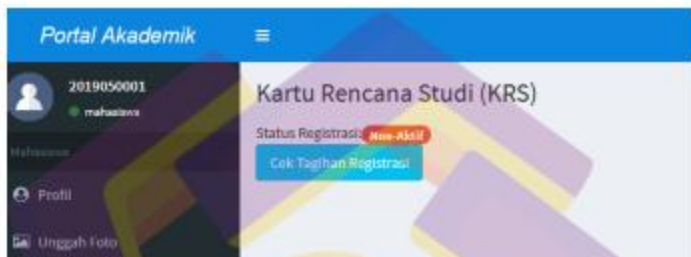 Portal Akademik
2019050001
mahasiswa
Mahasiswa
Profil
Unggah Foto
Kartu Rencana Studi (KRS)
Status Registrasi: Non-Aktif
Cek Tagihan Registrasi